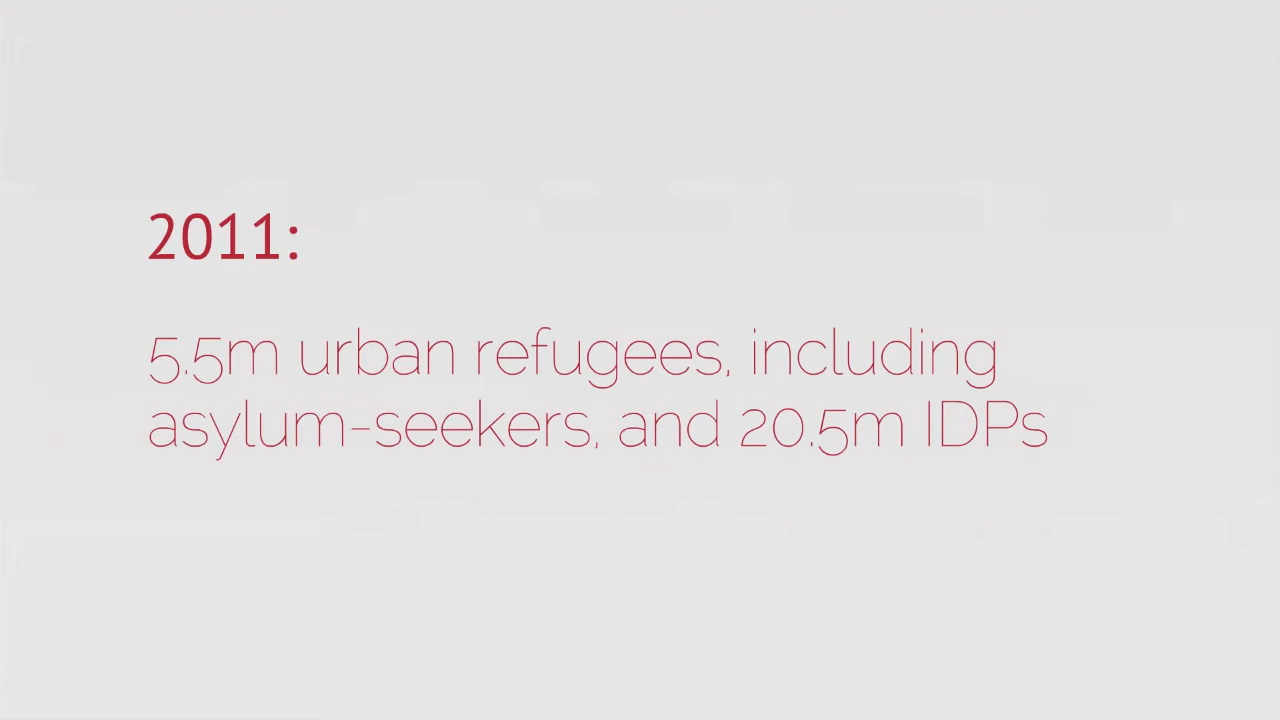 2011:
5.5m urban refugees, including
asylum-seekers, and 20.5m IDPs